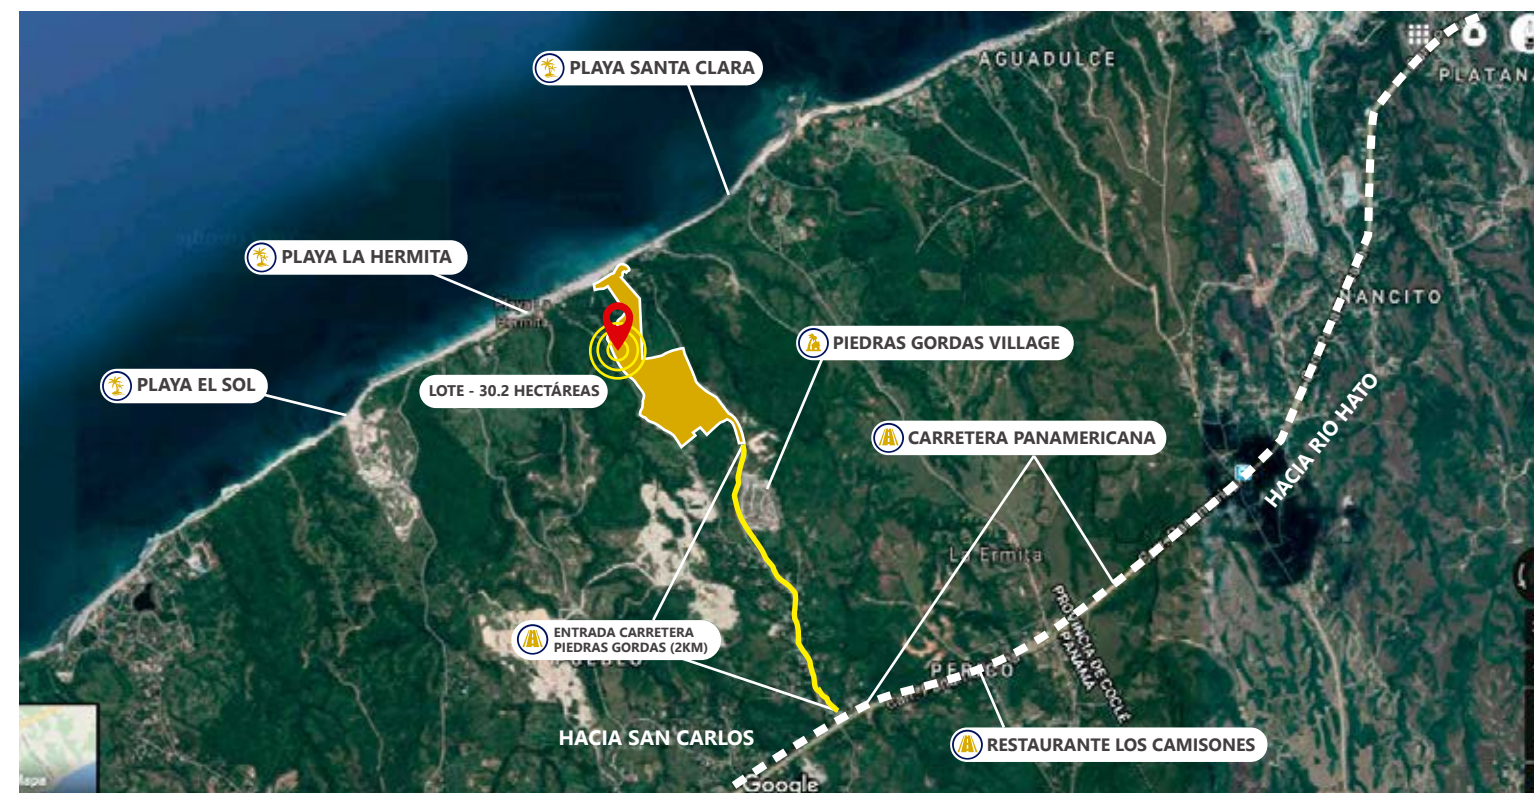 AGUADULCE
PLAYA SANTA CLARA
PLATAN
PLAYA LA HERMITA
NANCITO
PIEDRAS GORDAS VILLAGE
PLAYA EL SOL
LOTE - 30.2 HECTÁREAS
CARRETERA PANAMERICANA
HACIA RIO HATO
La Ermita
PROVINCIA DE COCLÉ
PANAMÁ
ENTRADA CARRETERA
PIEDRAS GORDAS (2KM)
PERICO
HACIA SAN CARLOS
RESTAURANTE LOS CAMISONES
Google